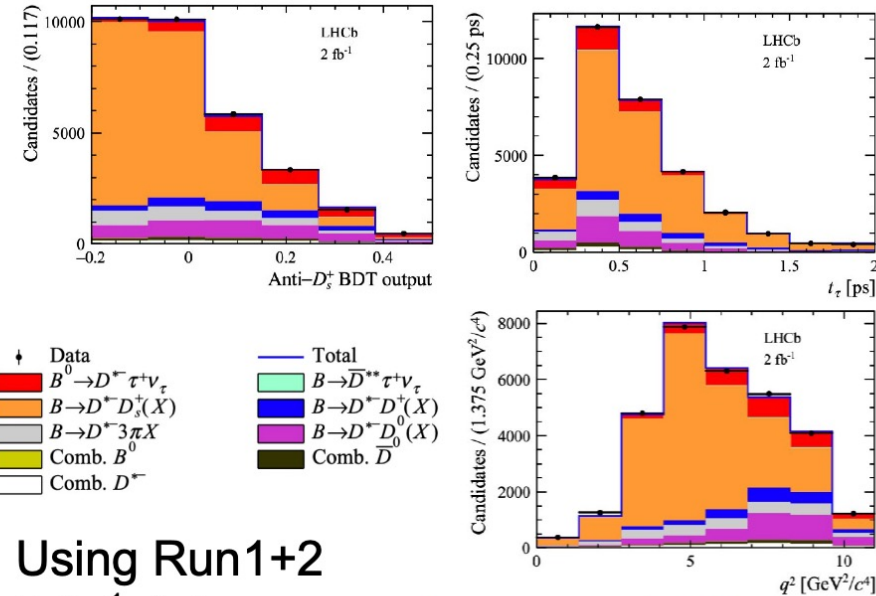 10000
5000
0
Candidates / (0.117)
LHCb
2 fb⁻¹
−0.2 0 0.2 0.4
Anti−D_s⁺ BDT output
10000
5000
0
Candidates / (0.25 ps)
LHCb
2 fb⁻¹
0 0.5 1 1.5 2
t_τ [ps]
Data
B⁰→D*⁻τ⁺ν_τ
B→D*⁻D_s⁺(X)
B→D*⁻3πX
Comb. B⁰
Comb. D*⁻
Total
B→D̅**τ⁺ν_τ
B→D*⁻D⁺(X)
B→D*⁻D⁰(X)
Comb. D̅⁰
8000
6000
4000
2000
0
Candidates / (1.375 GeV²/c⁴)
LHCb
2 fb⁻¹
0 5 10
q² [GeV²/c⁴]
Using Run1+2